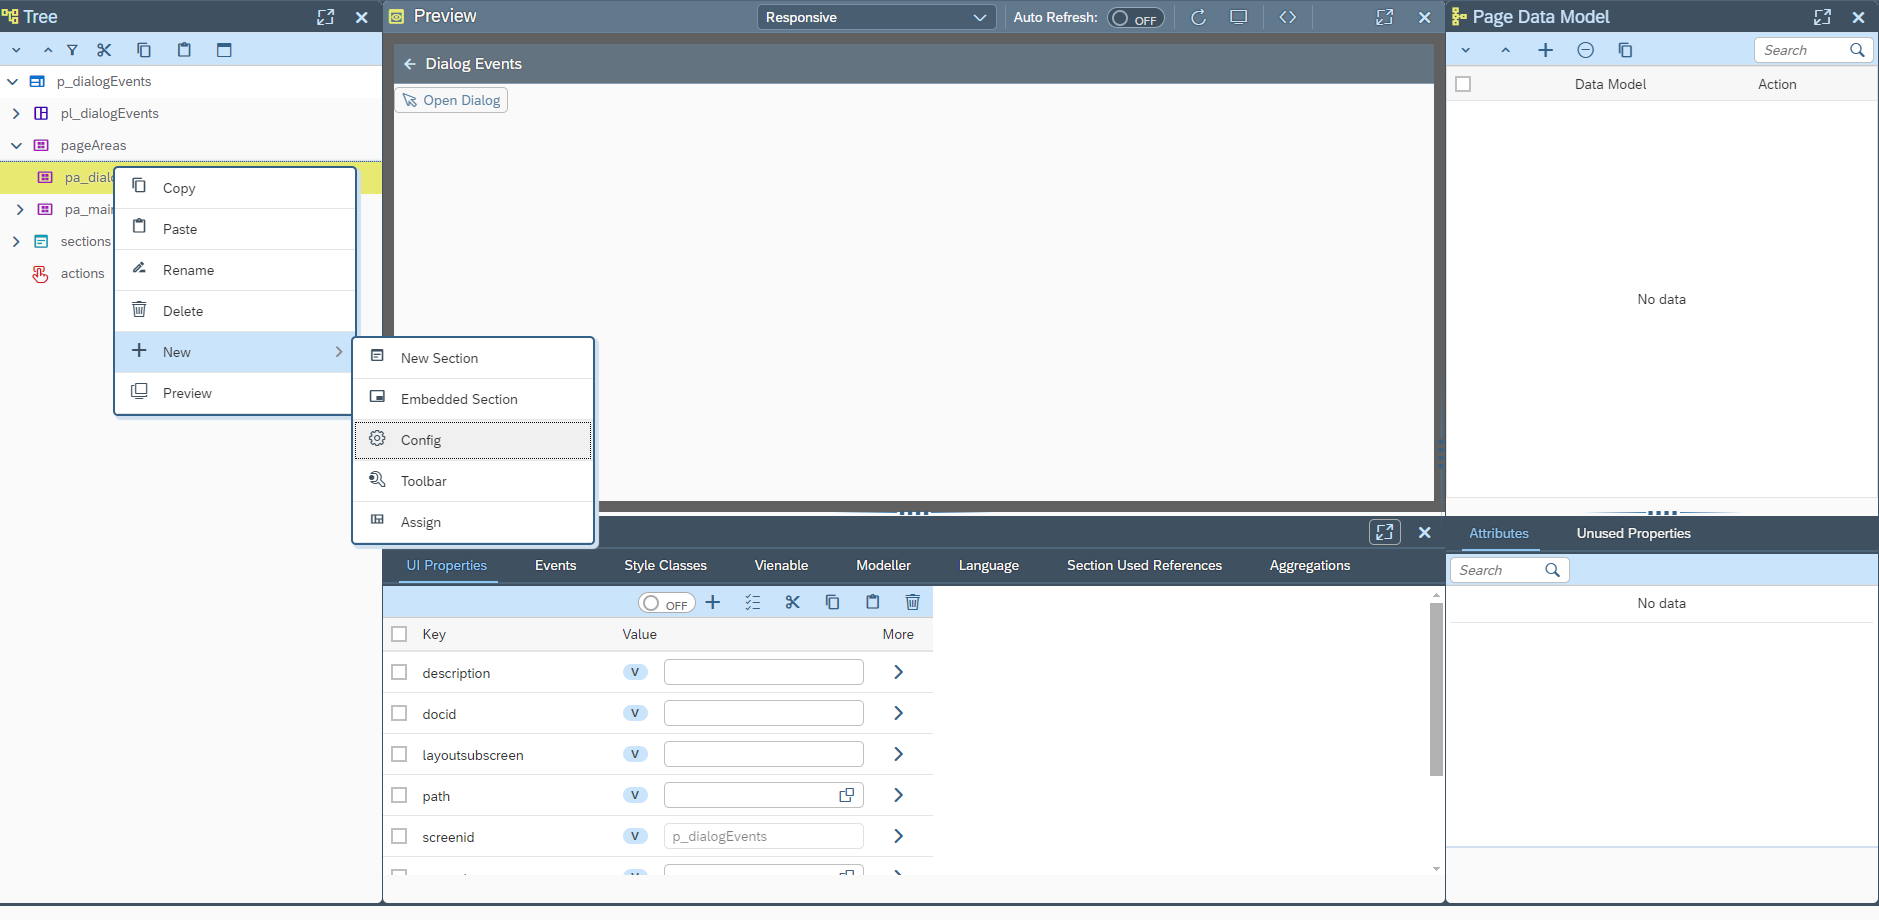 Tree
Preview
Responsive
Auto Refresh:
OFF
Page Data Model
p_dialogEvents
pl_dialogEvents
pageAreas
sections
actions
Copy
Paste
Rename
Delete
New
Preview
New Section
Embedded Section
Config
Toolbar
Assign
Dialog Events
Open Dialog
UI Properties
Events
Style Classes
Vienable
Modeller
Language
Section Used References
Aggregations
OFF
Key
Value
More
description
V
docid
V
layoutsubscreen
V
path
V
screenid
V
p_dialogEvents
Search
Data Model
Action
No data
Attributes
Unused Properties
Search
No data